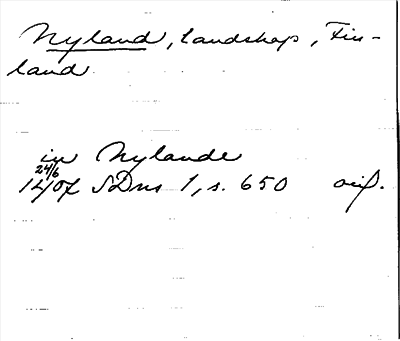 Nyland, landskap, Fin-
land
in Nylande
24/6
1407 SDns 1, s. 650 orig.